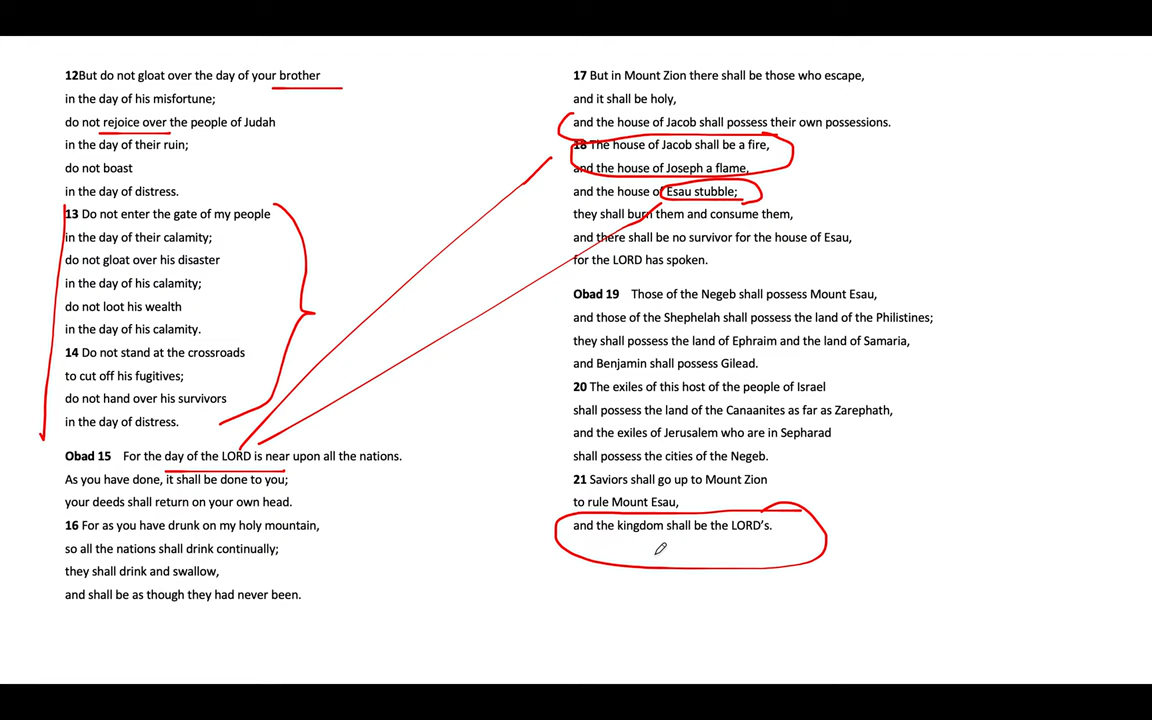 12But do not gloat over the day of your brother
in the day of his misfortune;
do not rejoice over the people of Judah
in the day of their ruin;
do not boast
in the day of distress.
13 Do not enter the gate of my people
in the day of their calamity;
do not gloat over his disaster
in the day of his calamity;
do not loot his wealth
in the day of his calamity.
14 Do not stand at the crossroads
to cut off his fugitives;
do not hand over his survivors
in the day of distress.
Obad 15 For the day of the LORD is near upon all the nations.
As you have done, it shall be done to you;
your deeds shall return on your own head.
16 For as you have drunk on my holy mountain,
so all the nations shall drink continually;
they shall drink and swallow,
and shall be as though they had never been.
17 But in Mount Zion there shall be those who escape,
and it shall be holy,
and the house of Jacob shall possess their own possessions.
18 The house of Jacob shall be a fire,
and the house of Joseph a flame,
and the house of Esau stubble;
they shall burn them and consume them,
and there shall be no survivor for the house of Esau,
for the LORD has spoken.
Obad 19 Those of the Negeb shall possess Mount Esau,
and those of the Shephelah shall possess the land of the Philistines;
they shall possess the land of Ephraim and the land of Samaria,
and Benjamin shall possess Gilead.
20 The exiles of this host of the people of Israel
shall possess the land of the Canaanites as far as Zarephath,
and the exiles of Jerusalem who are in Sepharad
shall possess the cities of the Negeb.
21 Saviors shall go up to Mount Zion
to rule Mount Esau,
and the kingdom shall be the LORD’s.